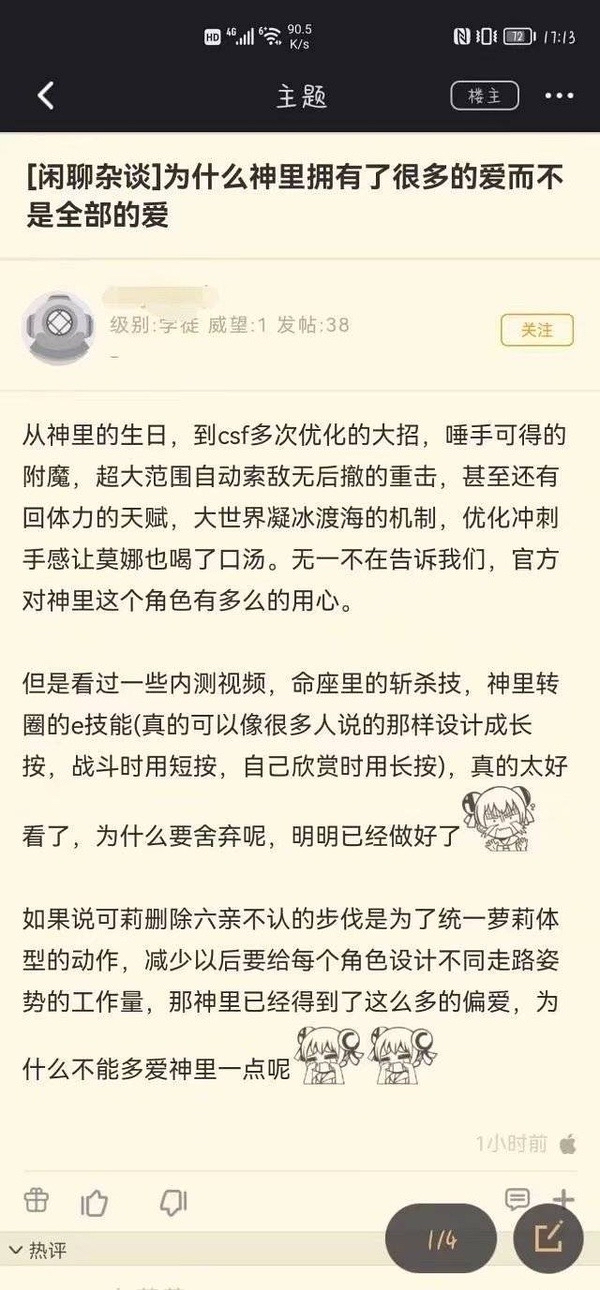 HD 4G 6 90.5 K/s 72 17:13
主题
楼主
[闲聊杂谈]为什么神里拥有了很多的爱而不
是全部的爱
级别:学徒 威望:1 发帖:38
关注
从神里的生日，到csf多次优化的大招，唾手可得的
附魔，超大范围自动索敌无后撤的重击，甚至还有
回体力的天赋，大世界凝冰渡海的机制，优化冲刺
手感让莫娜也喝了口汤。无一不在告诉我们，官方
对神里这个角色有多么的用心。
但是看过一些内测视频，命座里的斩杀技，神里转
圈的e技能(真的可以像很多人说的那样设计成长
按，战斗时用短按，自己欣赏时用长按)，真的太好
看了，为什么要舍弃呢，明明已经做好了
如果说可莉删除六亲不认的步伐是为了统一萝莉体
型的动作，减少以后要给每个角色设计不同走路姿
势的工作量，那神里已经得到了这么多的偏爱，为
什么不能多爱神里一点呢
1小时前
1/4
热评